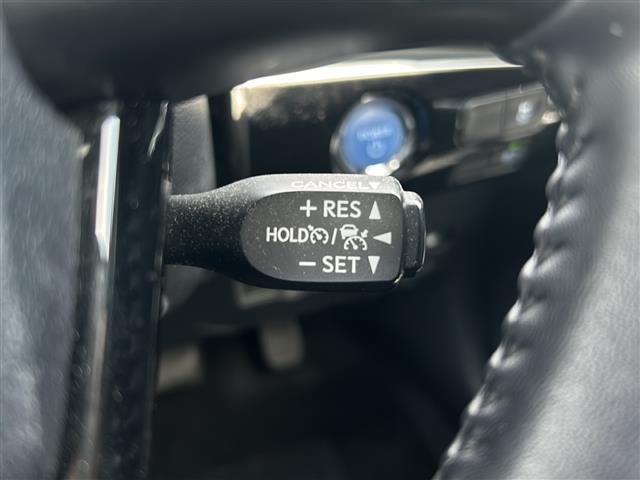 CANCEL▼
+ RES ▲
HOLD / ◀
− SET ▼